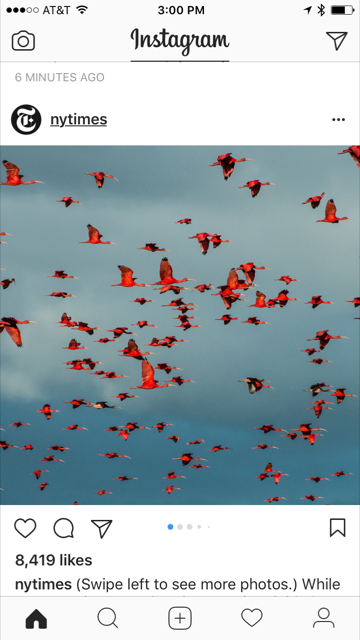 AT&T 3:00 PM
Instagram
6 MINUTES AGO
T nytimes
8,419 likes
nytimes (Swipe left to see more photos.) While